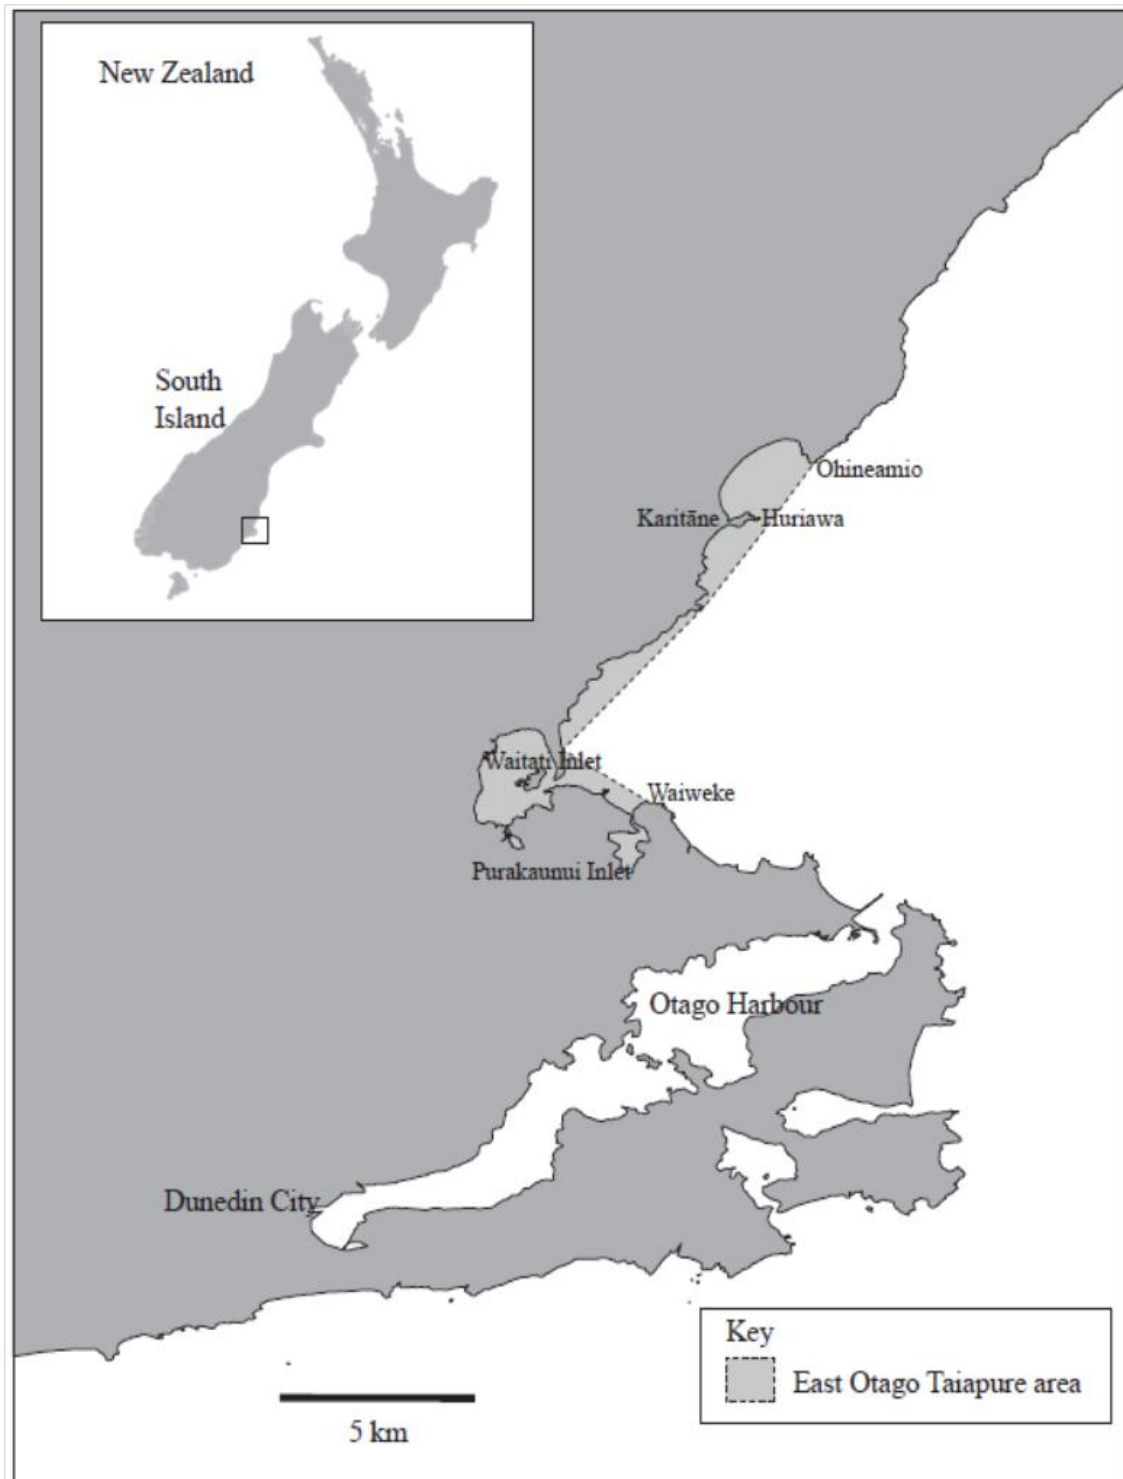 New Zealand
South
Island
Ohineamio
Karitāne
Huriawa
Waitati Inlet
Waiweke
Purakaunui Inlet
Otago Harbour
Dunedin City
Key
East Otago Taiapure area
5 km